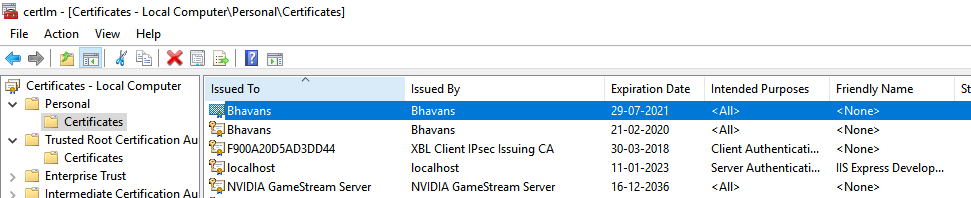 certlm - [Certificates - Local Computer\Personal\Certificates]
File Action View Help
Certificates - Local Computer
Personal
Certificates
Trusted Root Certification Au
Certificates
Enterprise Trust
Intermediate Certification Au
Issued To Issued By Expiration Date Intended Purposes Friendly Name St
Bhavans Bhavans 29-07-2021 <All> <None>
Bhavans Bhavans 21-02-2020 <All> <None>
F900A20D5AD3DD44 XBL Client IPsec Issuing CA 30-03-2018 Client Authenticati... <None>
localhost localhost 11-01-2023 Server Authenticati... IIS Express Develop...
NVIDIA GameStream Server NVIDIA GameStream Server 16-12-2036 <All> <None>